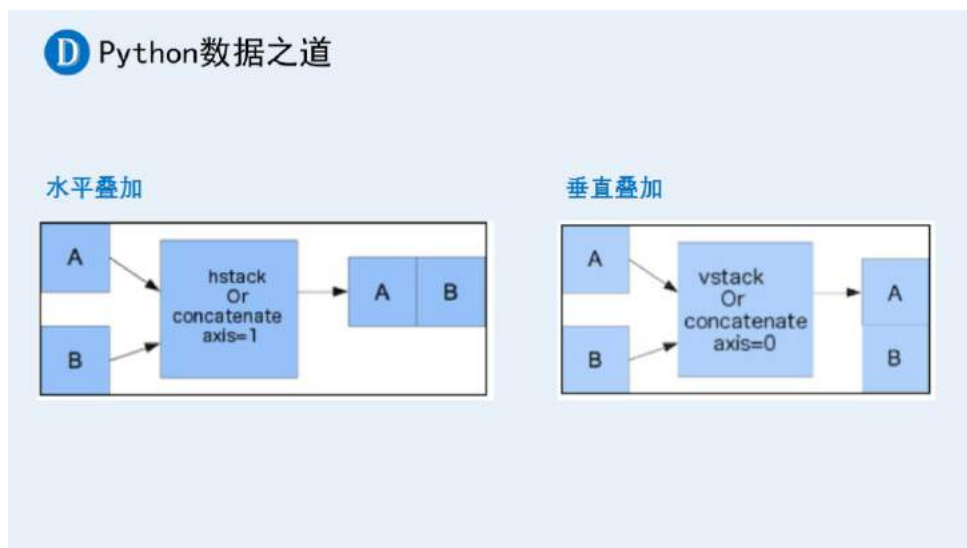 D Python数据之道
水平叠加
A
B
hstack
Or
concatenate
axis=1
A B
垂直叠加
A
B
vstack
Or
concatenate
axis=0
A
B